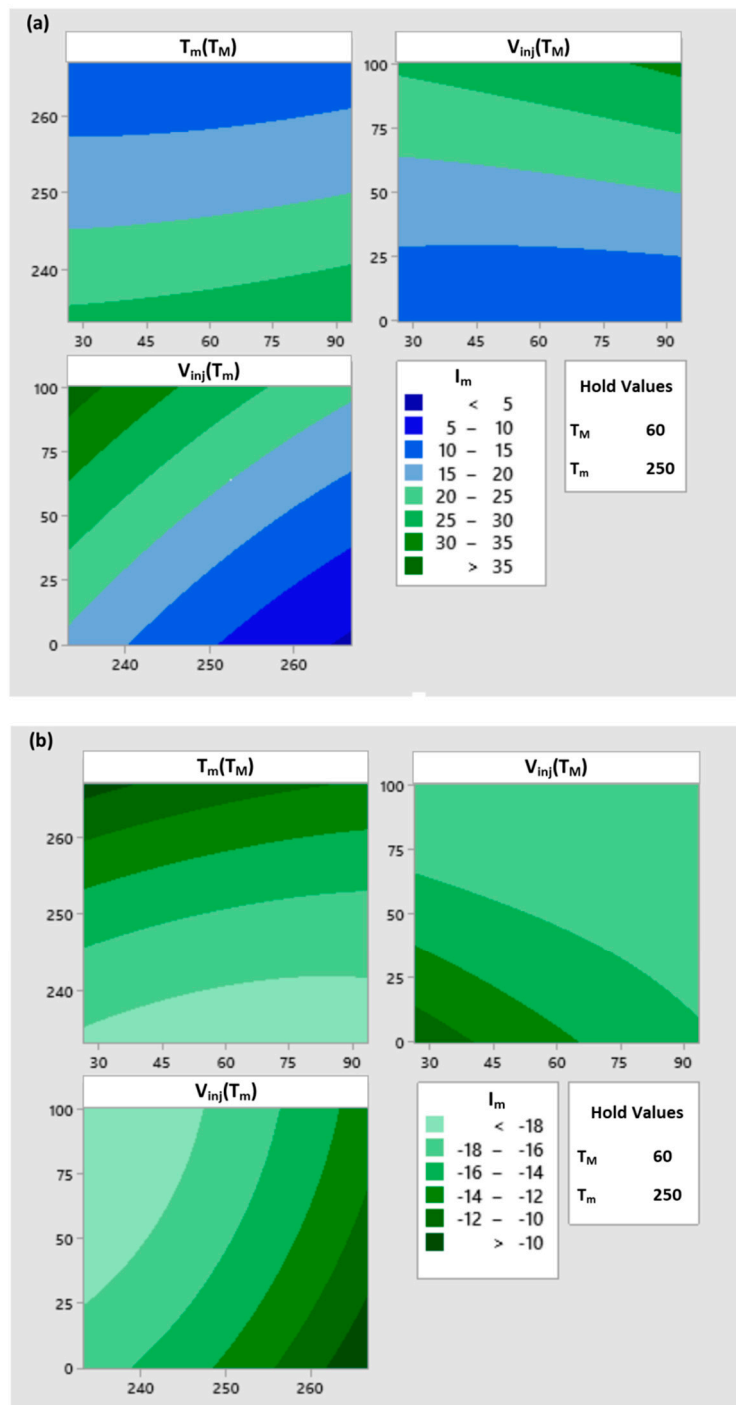 (a)
Tm(TM)
Vinj(TM)
260
250
240
30 45 60 75 90
100
75
50
25
0
30 45 60 75 90
Vinj(Tm)
100
75
50
25
0
240 250 260
Im
< 5
5 – 10
10 – 15
15 – 20
20 – 25
25 – 30
30 – 35
> 35
Hold Values
TM 60
Tm 250
(b)
Tm(TM)
Vinj(TM)
260
250
240
30 45 60 75 90
100
75
50
25
0
30 45 60 75 90
Vinj(Tm)
100
75
50
25
0
240 250 260
Im
< -18
-18 – -16
-16 – -14
-14 – -12
-12 – -10
> -10
Hold Values
TM 60
Tm 250